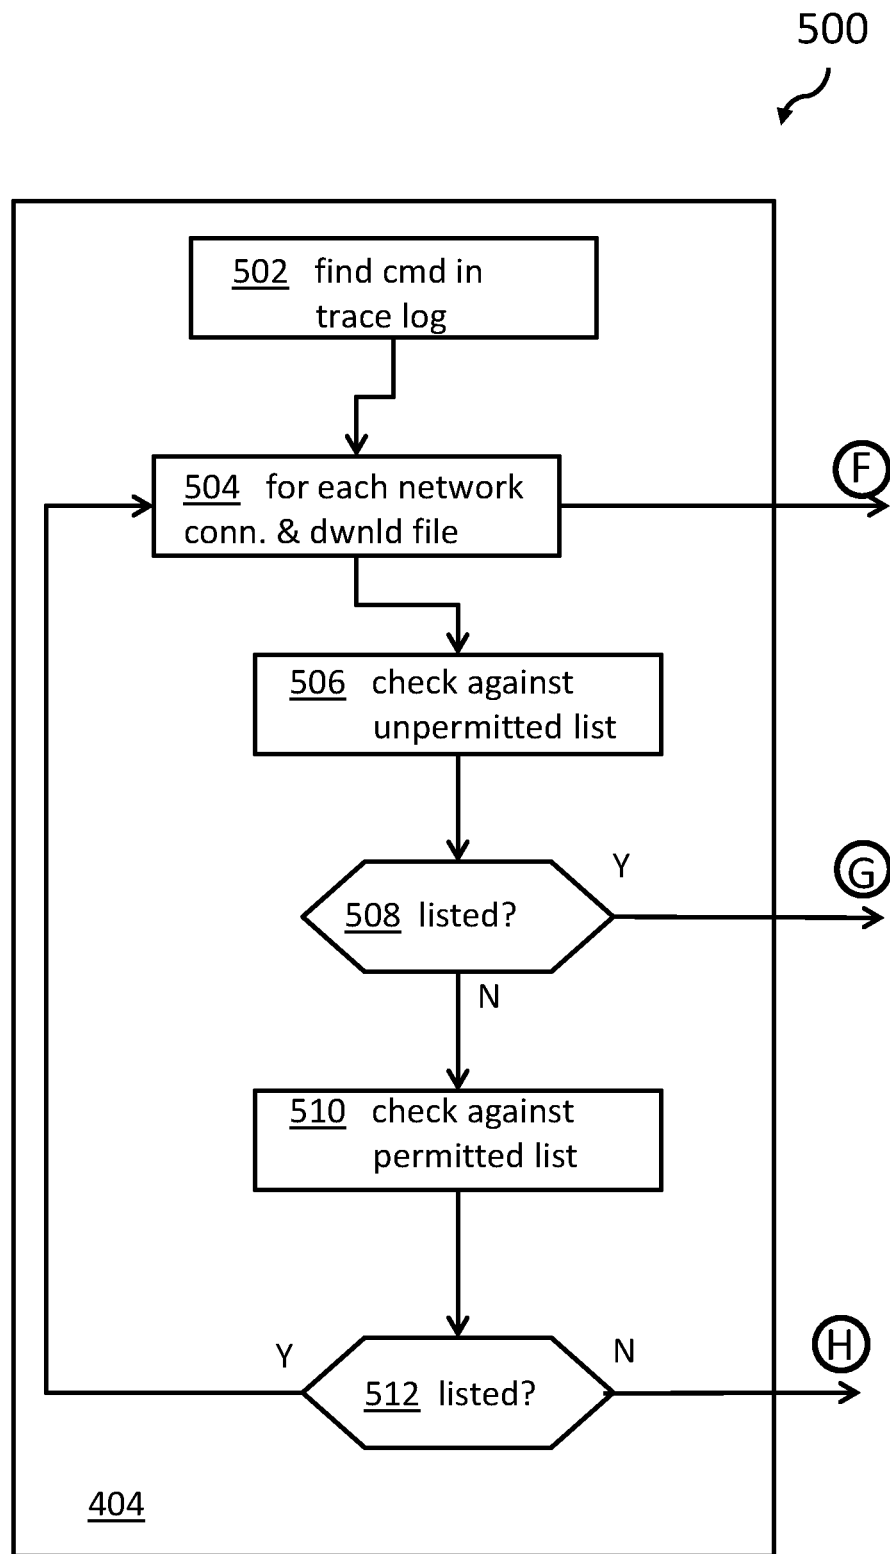 500
502 find cmd in
trace log
504 for each network
conn. & dwnld file
F
506 check against
unpermitted list
Y
G
508 listed?
N
510 check against
permitted list
Y
N
H
512 listed?
404